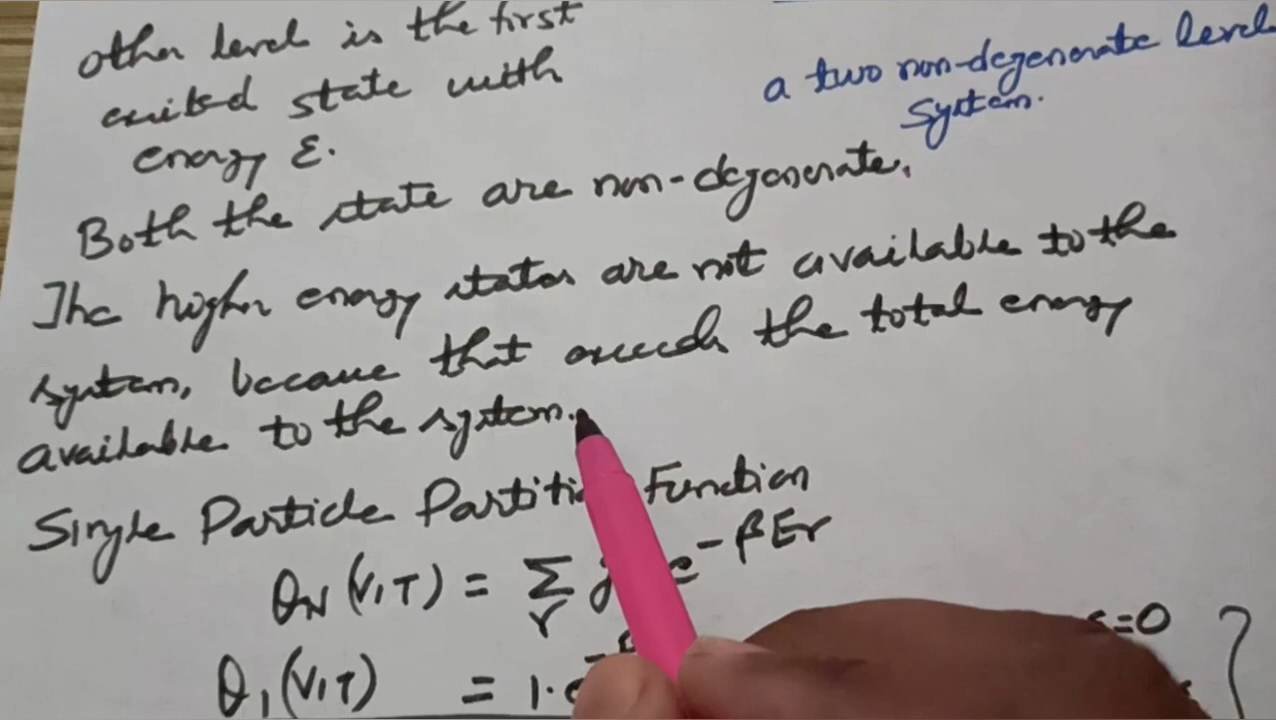 other level is the first
excited state with
energy ε.
a two non-degenerate level
system.
Both the state are non-degenerate.
The higher energy states are not available to the
system, because that exceeds the total energy
available to the system.
Single Particle Partition Function
Q_N (V,T) = Σ_r g e^{-βE_r}
Q_1 (V,T) = 1.e
=0